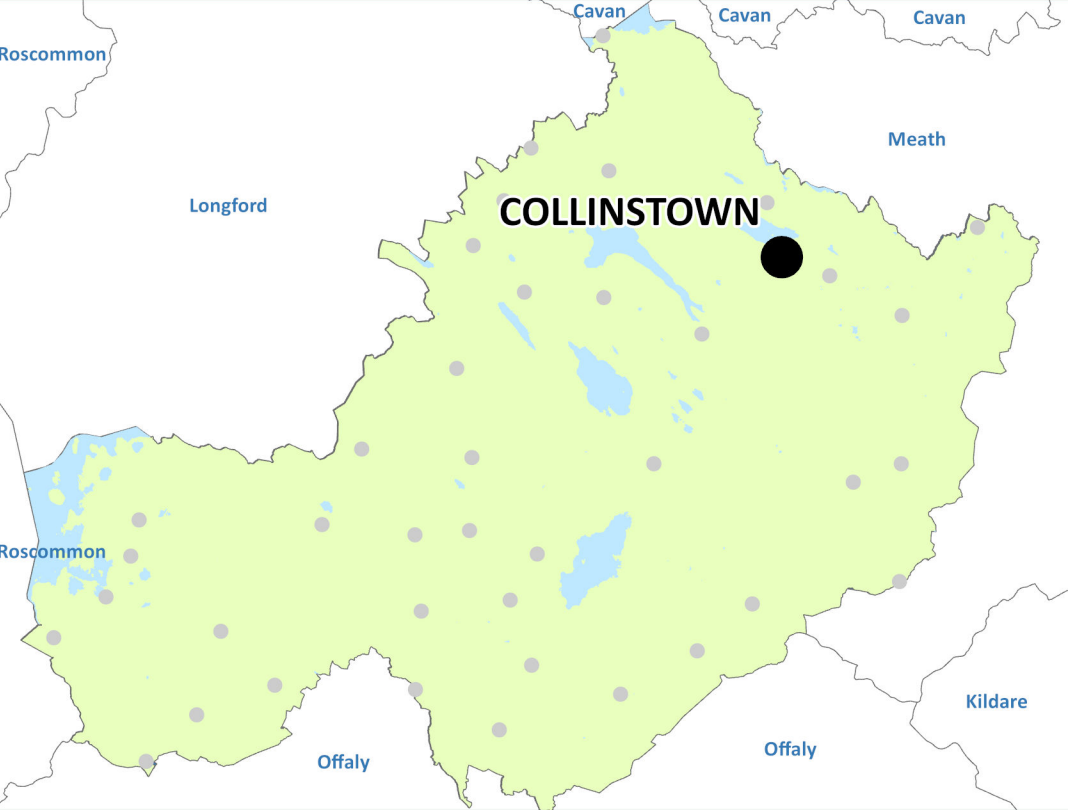 Cavan
Cavan
Cavan
Roscommon
Meath
Longford
COLLINSTOWN
Roscommon
Kildare
Offaly
Offaly